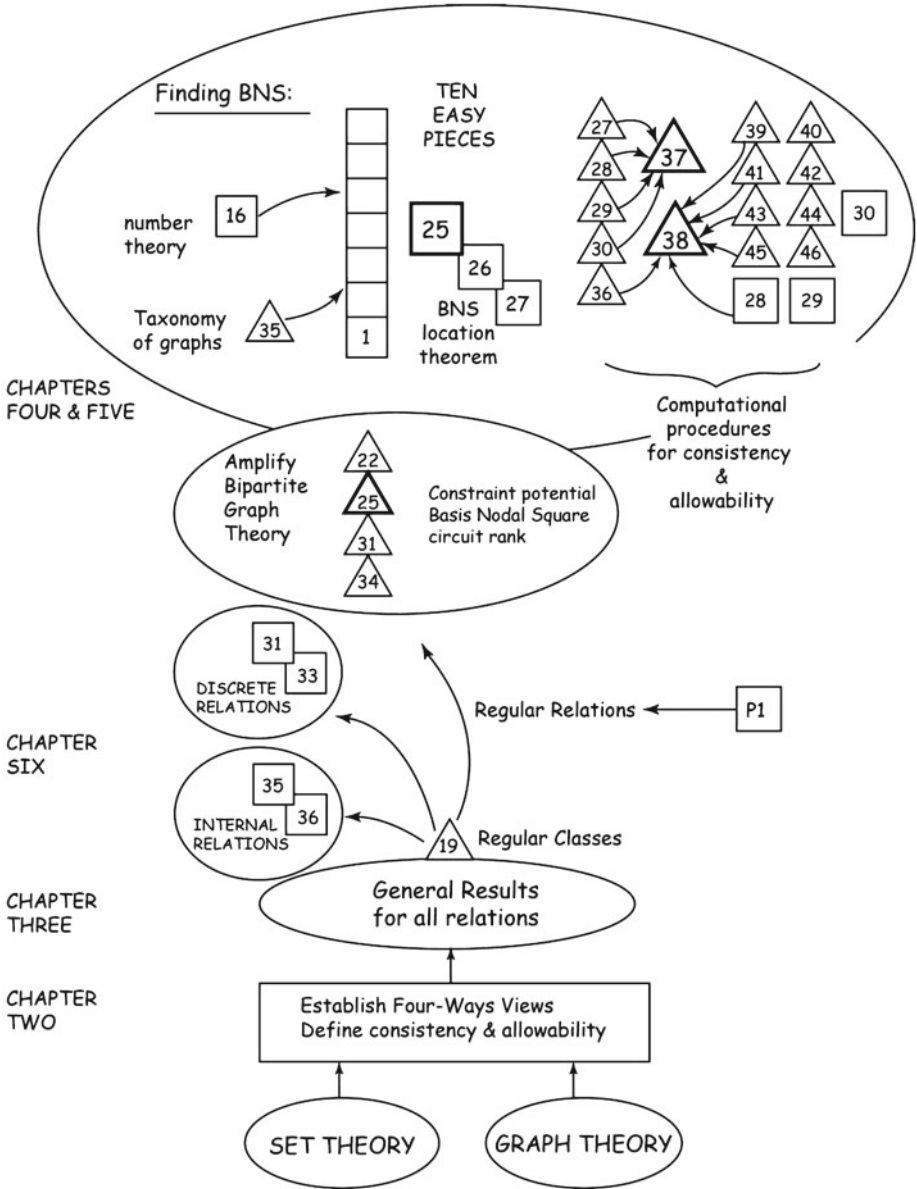 Finding BNS:
TEN
EASY
PIECES
27
28
29
30
36
37
38
39
41
43
45
40
42
44
46
30
28
29
number
theory
16
25
26
27
BNS
location
theorem
Taxonomy
of graphs
35
1
CHAPTERS
FOUR & FIVE
Computational
procedures
for consistency
&
allowability
Amplify
Bipartite
Graph
Theory
22
25
31
34
Constraint potential
Basis Nodal Square
circuit rank
31
33
DISCRETE
RELATIONS
Regular Relations
P1
CHAPTER
SIX
35
36
INTERNAL
RELATIONS
19
Regular Classes
CHAPTER
THREE
General Results
for all relations
CHAPTER
TWO
Establish Four-Ways Views
Define consistency & allowability
SET THEORY
GRAPH THEORY